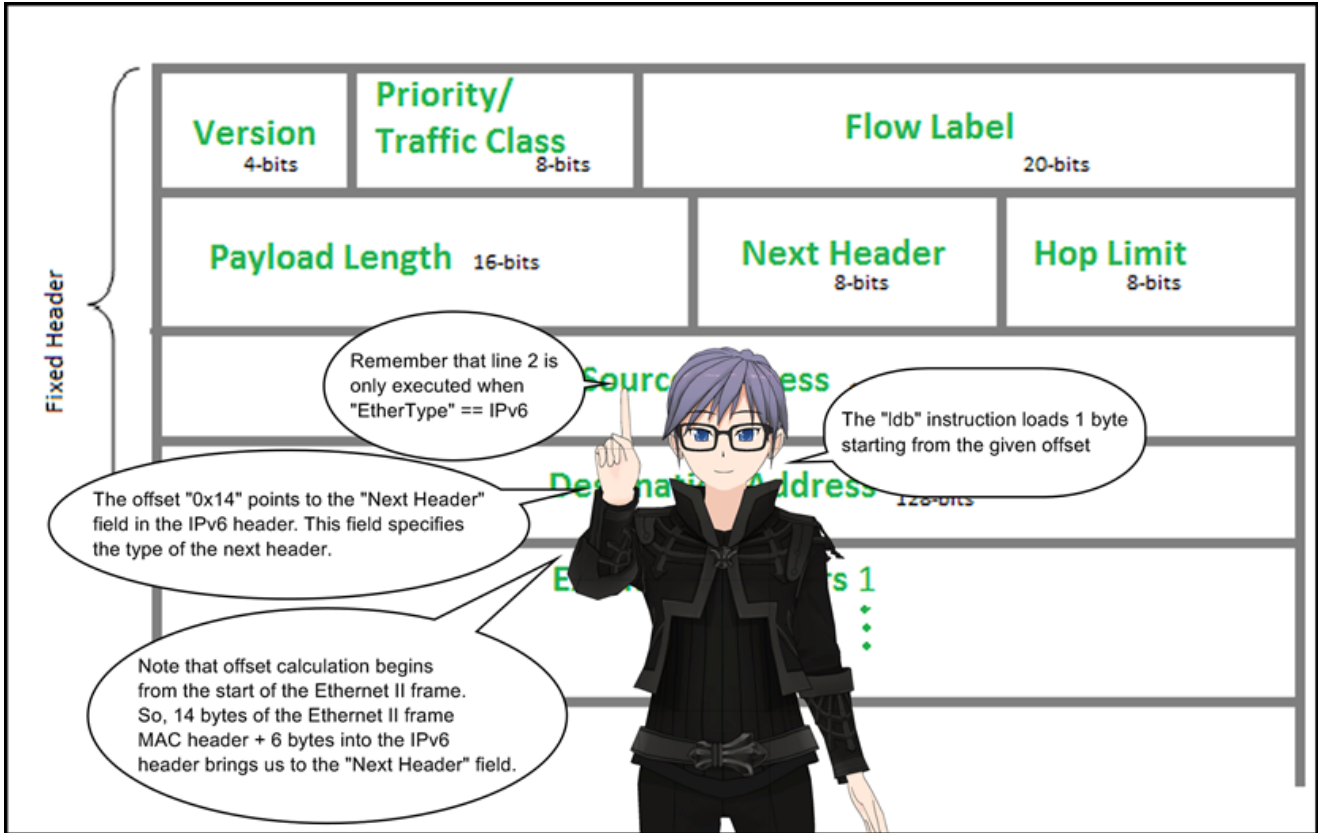 Priority/
Version Traffic Class Flow Label
4-bits 8-bits 20-bits
Payload Length 16-bits Next Header Hop Limit
8-bits 8-bits
Fixed Header
Remember that line 2 is
only executed when
"EtherType" == IPv6
The "ldb" instruction loads 1 byte
starting from the given offset
The offset "0x14" points to the "Next Header"
field in the IPv6 header. This field specifies
the type of the next header.
128-bits
1
Note that offset calculation begins
from the start of the Ethernet II frame.
So, 14 bytes of the Ethernet II frame
MAC header + 6 bytes into the IPv6
header brings us to the "Next Header" field.